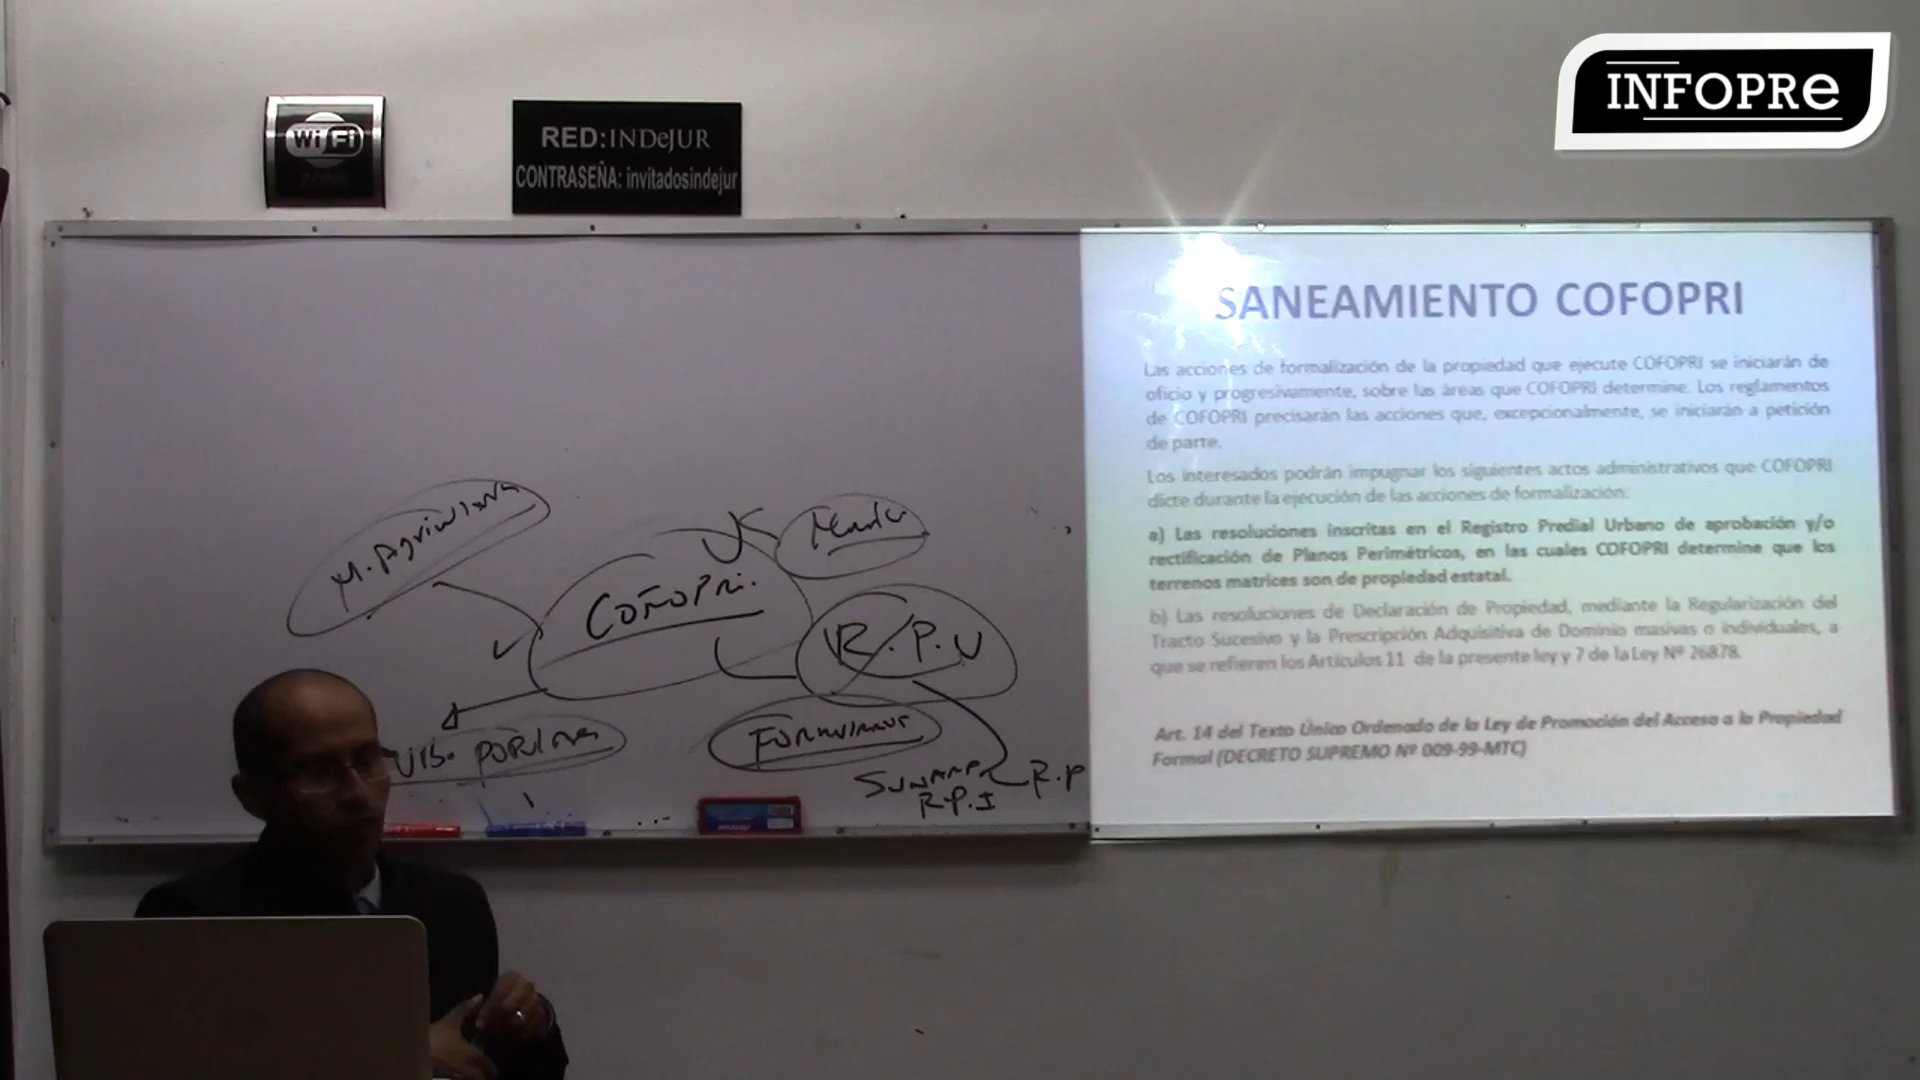 INFOPRe
WiFi
RED: INDeJUR
CONTRASEÑA: invitadosindejur
SANEAMIENTO COFOPRI
Las acciones de formalización de la propiedad que ejecute COFOPRI se iniciarán de
oficio y progresivamente, sobre las áreas que COFOPRI determine. Los reglamentos
de COFOPRI precisarán las acciones que, excepcionalmente, se iniciarán a petición
de parte.
Los interesados podrán impugnar los siguientes actos administrativos que COFOPRI
dicte durante la ejecución de las acciones de formalización:
a) Las resoluciones inscritas en el Registro Predial Urbano de aprobación y/o
rectificación de Planos Perimétricos, en las cuales COFOPRI determine que los
terrenos matrices son de propiedad estatal.
b) Las resoluciones de Declaración de Propiedad, mediante la Regularización del
Tracto Sucesivo y la Prescripción Adquisitiva de Dominio masivas o individuales, a
que se refieren los Artículos 11 de la presente ley y 7 de la Ley Nº 26878.
Art. 14 del Texto Único Ordenado de la Ley de Promoción del Acceso a la Propiedad
Formal (DECRETO SUPREMO Nº 009-99-MTC)
M. Agricultura
COFOPRI.
R.P.U
POPULAR
FORMULARIOS
SUNARP
R.P
R.P.I